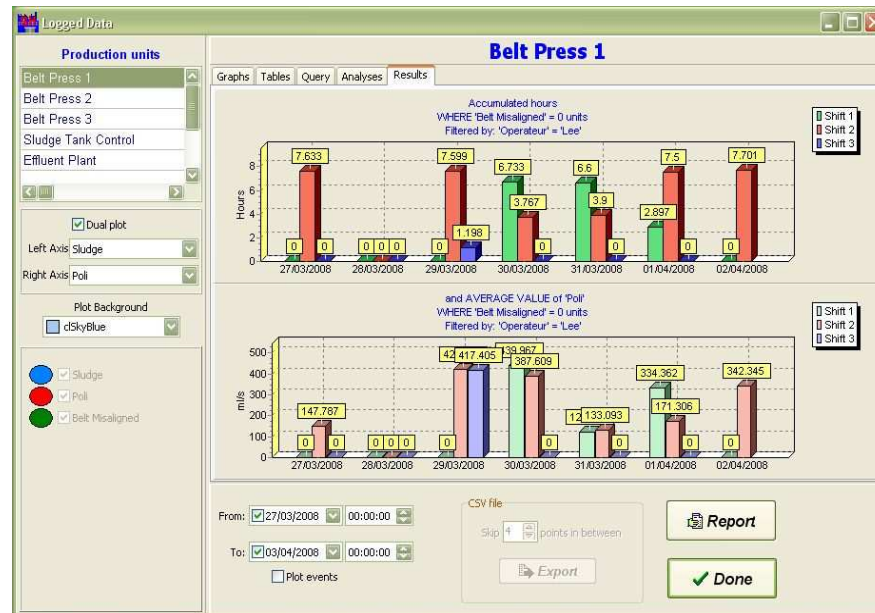 Logged Data
Production units
Belt Press 1
Belt Press 2
Belt Press 3
Sludge Tank Control
Effluent Plant
Dual plot
Left Axis Sludge
Right Axis Poli
Plot Background
clSkyBlue
Sludge
Poli
Belt Misaligned
Belt Press 1
Graphs Tables Query Analyses Results
Accumulated hours
WHERE 'Belt Misaligned' = 0 units
Filtered by: 'Operateur' = 'Lee'
Shift 1
Shift 2
Shift 3
Hours
8
6
4
2
0
0 7.633 0
0 0 0
0 7.599 1.198
6.733 3.767 0
6.6 3.9 0
2.897 7.5 0
0 7.701
27/03/2008 28/03/2008 29/03/2008 30/03/2008 31/03/2008 01/04/2008 02/04/2008
and AVERAGE VALUE of 'Poli'
WHERE 'Belt Misaligned' = 0 units
Filtered by: 'Operateur' = 'Lee'
Shift 1
Shift 2
Shift 3
ml/s
500
400
300
200
100
0
0 147.787 0
0 0 0
0 417.405
387.609 0
133.093 0
334.362 171.306 0
0 342.345
27/03/2008 28/03/2008 29/03/2008 30/03/2008 31/03/2008 01/04/2008 02/04/2008
From: 27/03/2008 00:00:00
To: 03/04/2008 00:00:00
Plot events
CSV file
Skip 4 points in between
Export
Report
Done